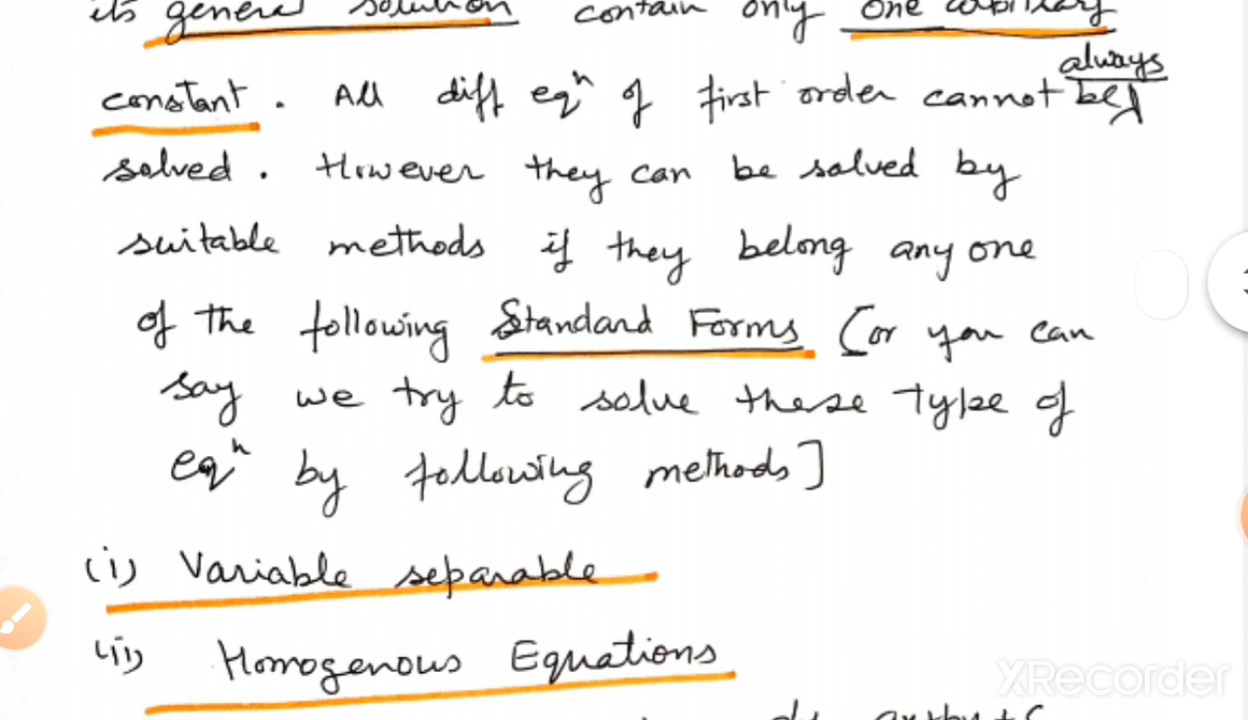 its general solution contain only one arbitrary
constant. All diff eqⁿ of first order cannot always be
solved. However they can be solved by
suitable methods if they belong any one
of the following Standard Forms [or you can
say we try to solve these type of
eqⁿ by following methods]
(i) Variable separable
(ii) Homogenous Equations
XRecorder